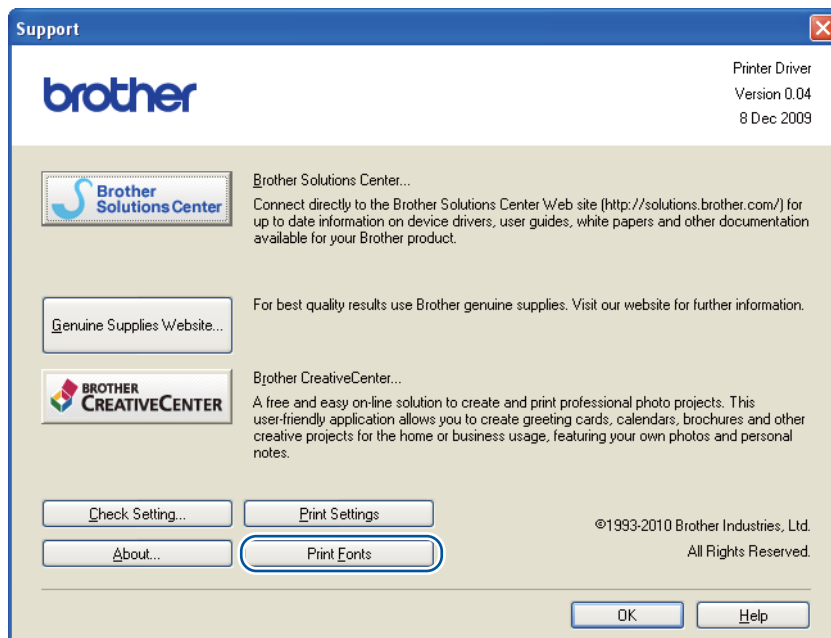 Support
brother
Printer Driver
Version 0.04
8 Dec 2009
Brother
Solutions Center
Brother Solutions Center...
Connect directly to the Brother Solutions Center Web site (http://solutions.brother.com/) for
up to date information on device drivers, user guides, white papers and other documentation
available for your Brother product.
Genuine Supplies Website...
For best quality results use Brother genuine supplies. Visit our website for further information.
BROTHER
CREATIVECENTER
Brother CreativeCenter...
A free and easy on-line solution to create and print professional photo projects. This
user-friendly application allows you to create greeting cards, calendars, brochures and other
creative projects for the home or business usage, featuring your own photos and personal
notes.
Check Setting...
Print Settings
About...
Print Fonts
©1993-2010 Brother Industries, Ltd.
All Rights Reserved.
OK
Help